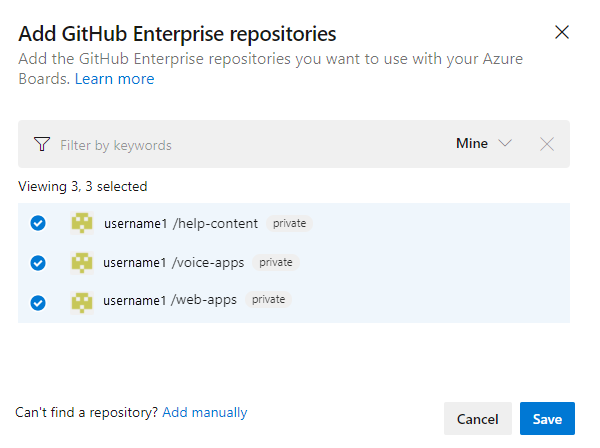 Add GitHub Enterprise repositories
Add the GitHub Enterprise repositories you want to use with your Azure
Boards. Learn more
Filter by keywords Mine
Viewing 3, 3 selected
username1 /help-content private
username1 /voice-apps private
username1 /web-apps private
Can't find a repository? Add manually Cancel Save